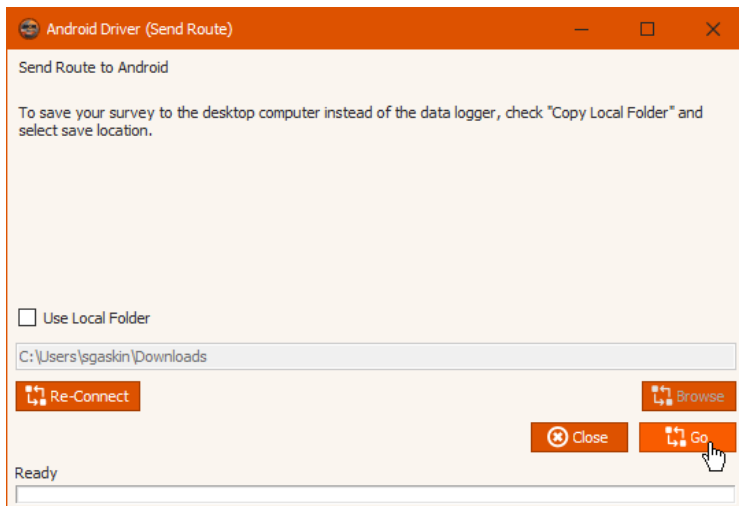 Android Driver (Send Route)
Send Route to Android
To save your survey to the desktop computer instead of the data logger, check "Copy Local Folder" and
select save location.
Use Local Folder
C:\Users\sgaskin\Downloads
Re-Connect
Browse
Close
Go
Ready